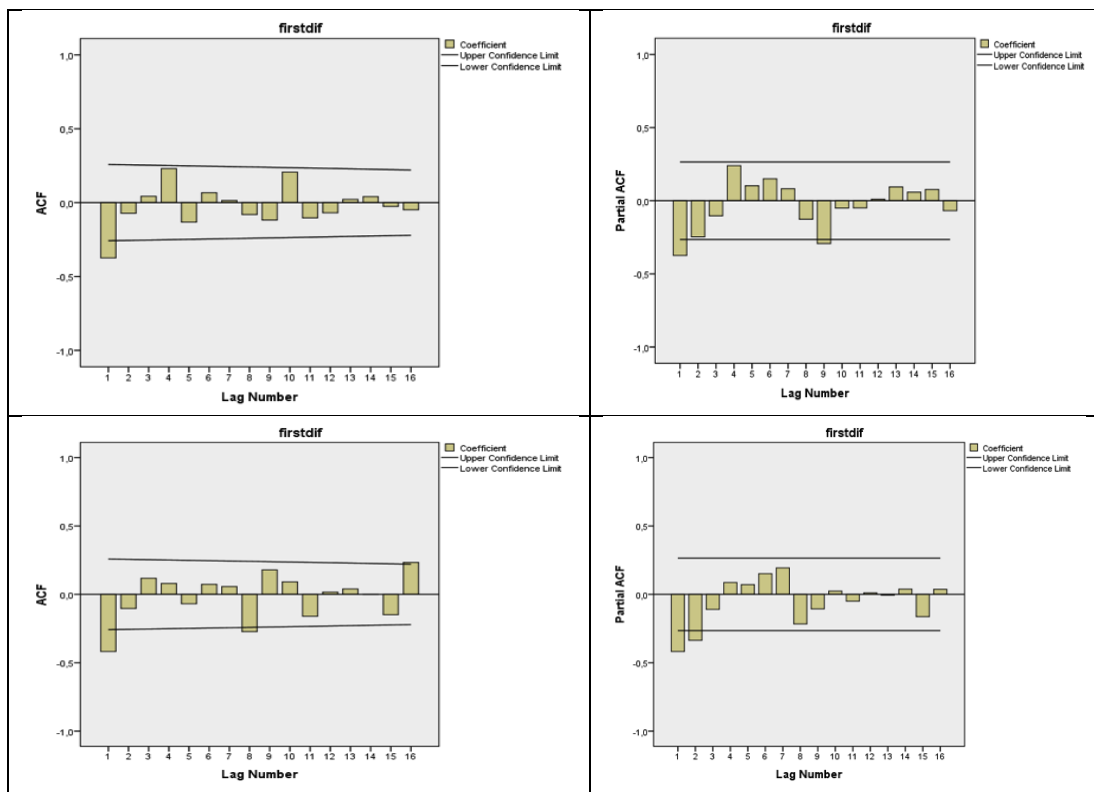 firstdif
Coefficient
Upper Confidence Limit
Lower Confidence Limit
1,0
0,5
0,0
-0,5
-1,0
ACF
1 2 3 4 5 6 7 8 9 10 11 12 13 14 15 16
Lag Number
firstdif
Coefficient
Upper Confidence Limit
Lower Confidence Limit
1,0
0,5
0,0
-0,5
-1,0
Partial ACF
1 2 3 4 5 6 7 8 9 10 11 12 13 14 15 16
Lag Number
firstdif
Coefficient
Upper Confidence Limit
Lower Confidence Limit
1,0
0,5
0,0
-0,5
-1,0
ACF
1 2 3 4 5 6 7 8 9 10 11 12 13 14 15 16
Lag Number
firstdif
Coefficient
Upper Confidence Limit
Lower Confidence Limit
1,0
0,5
0,0
-0,5
-1,0
Partial ACF
1 2 3 4 5 6 7 8 9 10 11 12 13 14 15 16
Lag Number